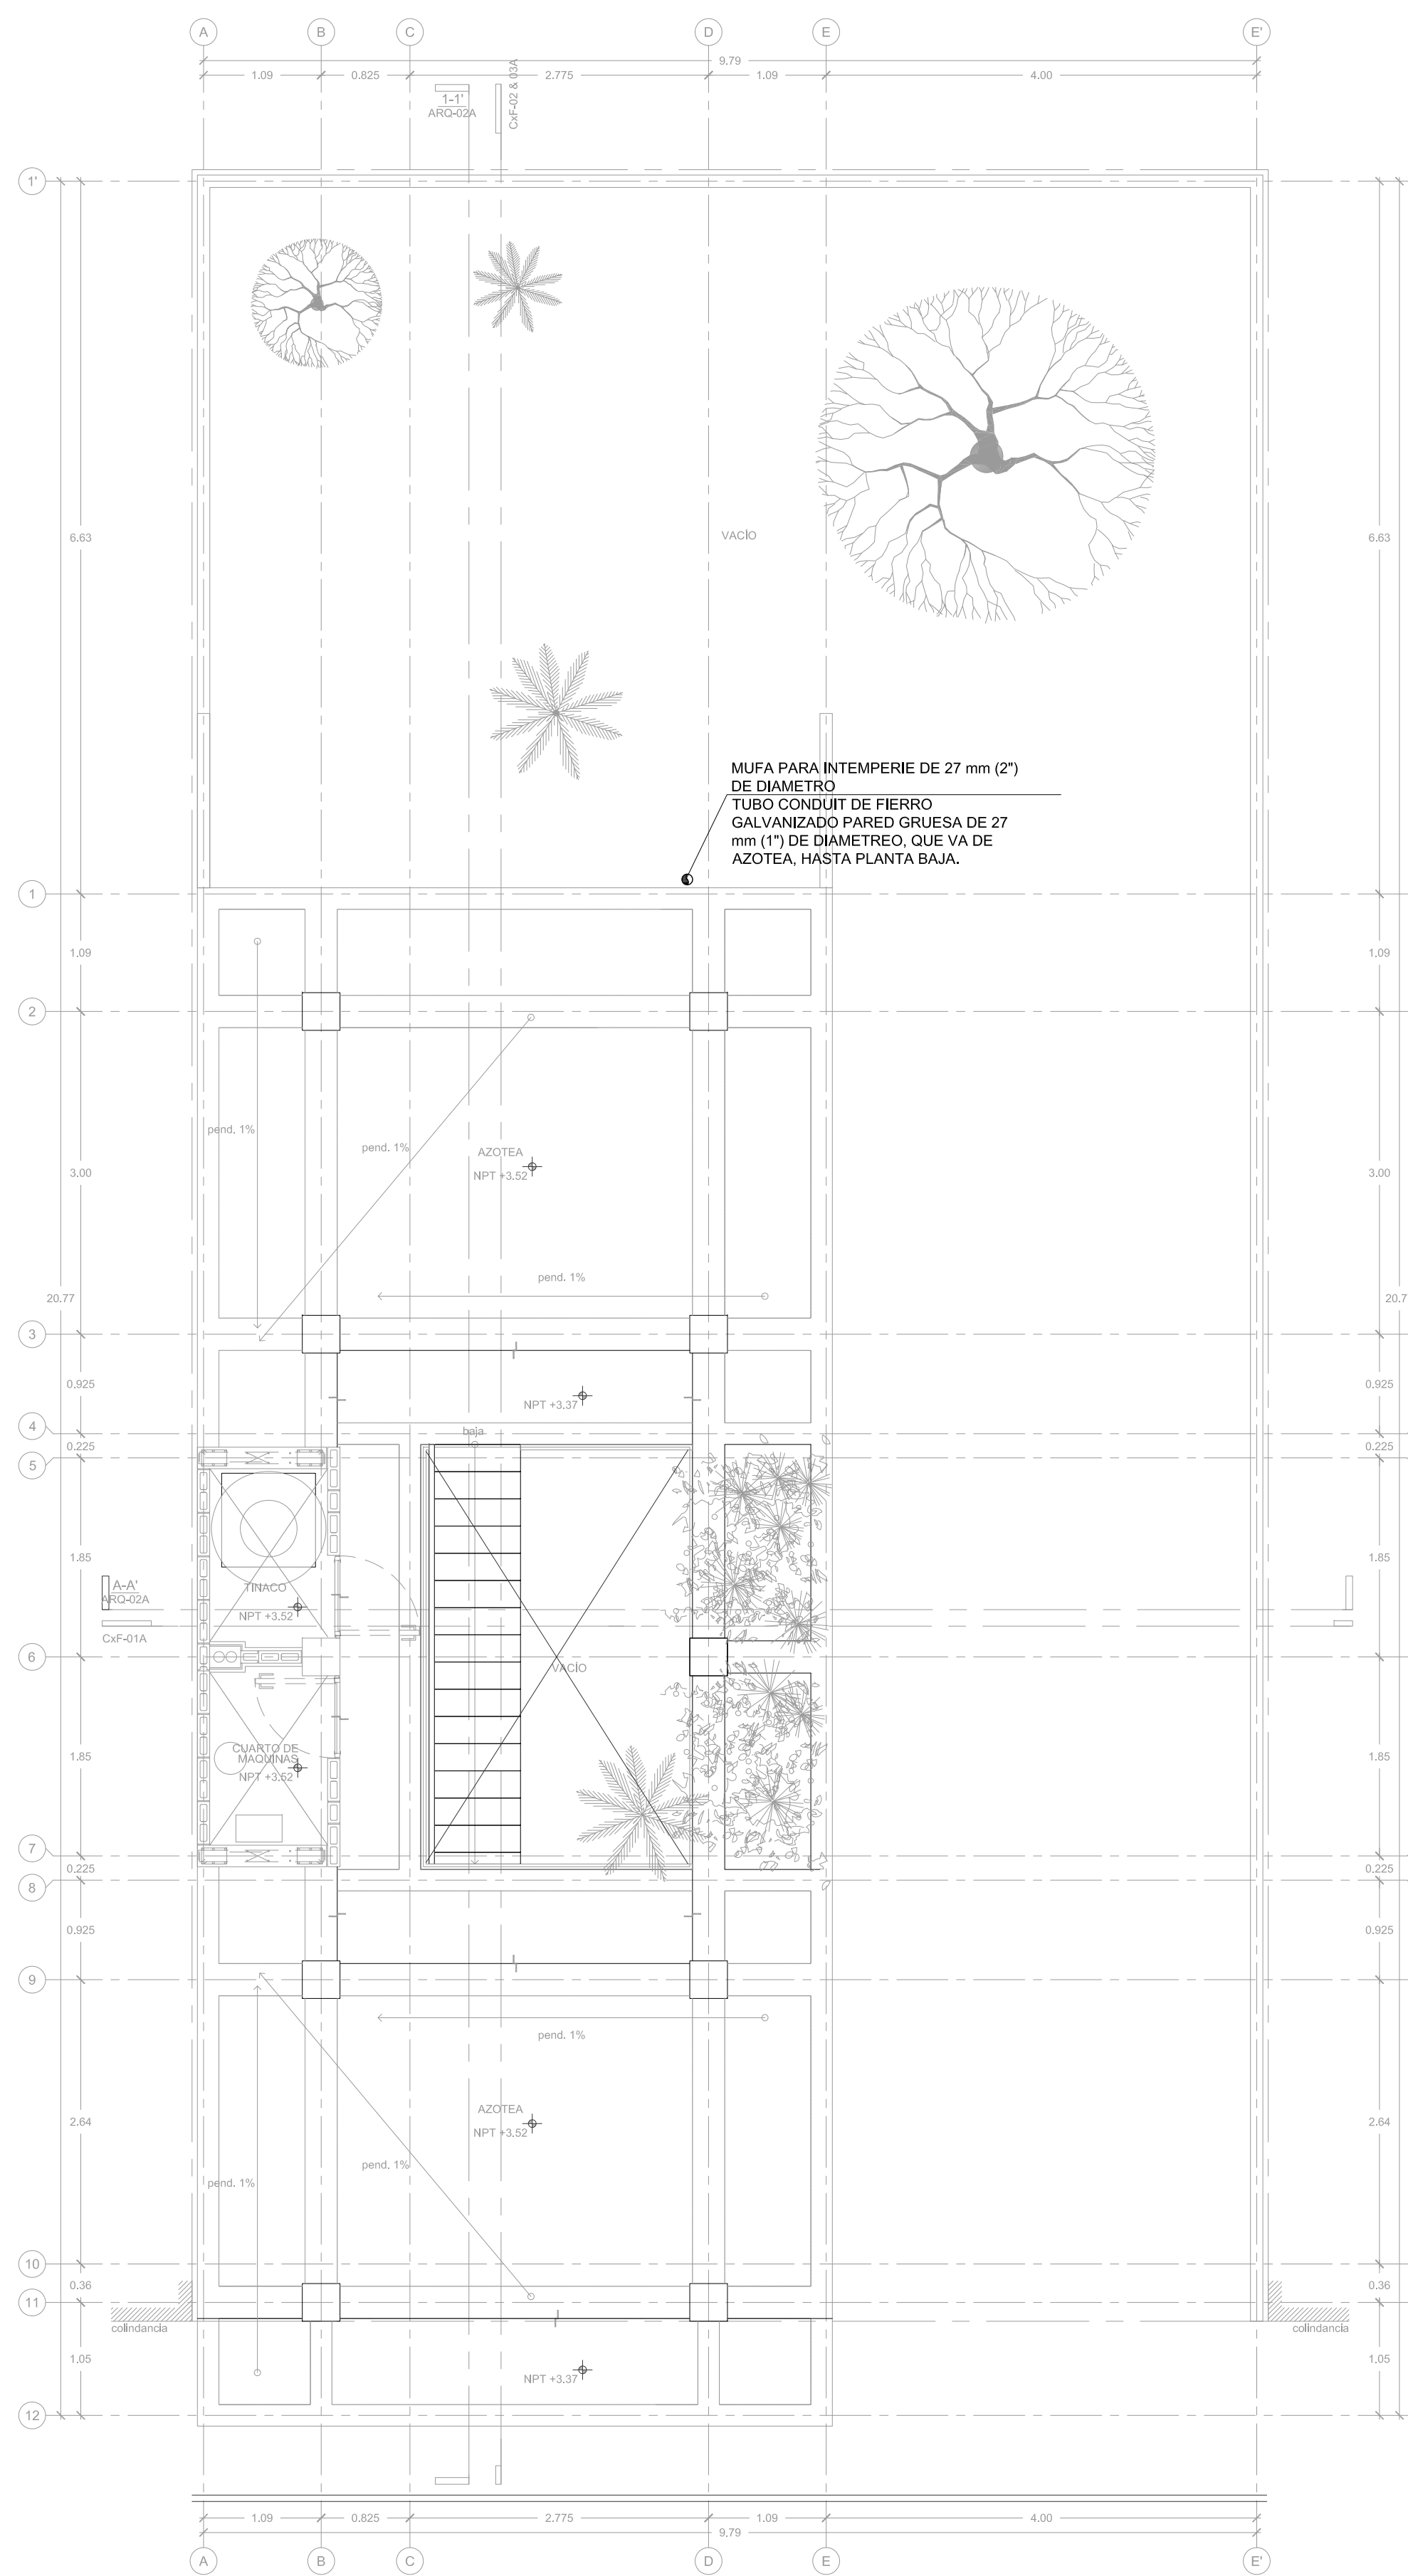 A B C D E E'
9.79
1.09 0.825 2.775 1.09 4.00
1-1'
ARQ-02A
CxF-02 & 03A
1'
6.63 6.63
VACÍO
MUFA PARA INTEMPERIE DE 27 mm (2")
DE DIAMETRO
TUBO CONDUIT DE FIERRO
GALVANIZADO PARED GRUESA DE 27
mm (1") DE DIAMETREO, QUE VA DE
AZOTEA, HASTA PLANTA BAJA.
1
1.09 1.09
2
pend. 1%
pend. 1%
AZOTEA
NPT +3.52
3.00 3.00
pend. 1%
20.77 20.7
3
0.925 0.925
NPT +3.37
4
baja
0.225 0.225
5
1.85 1.85
A-A'
ARQ-02A
TINACO
NPT +3.52
CxF-01A
6
VACÍO
CUARTO DE
MAQUINAS
NPT +3.52
1.85 1.85
7
0.225 0.225
8
0.925 0.925
9
pend. 1%
AZOTEA
NPT +3.52
2.64 2.64
pend. 1%
pend. 1%
10
0.36 0.36
11
colindancia colindancia
1.05 1.05
NPT +3.37
12
1.09 0.825 2.775 1.09 4.00
9.79
A B C D E E'